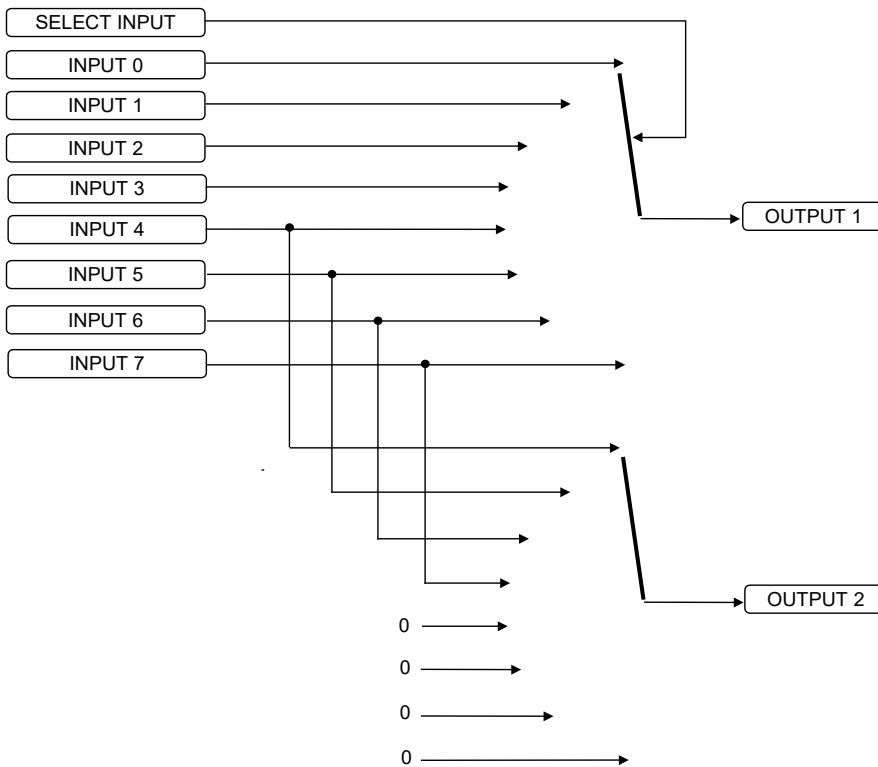 SELECT INPUT
INPUT 0
INPUT 1
INPUT 2
INPUT 3
INPUT 4
OUTPUT 1
INPUT 5
INPUT 6
INPUT 7
OUTPUT 2
0
0
0
0